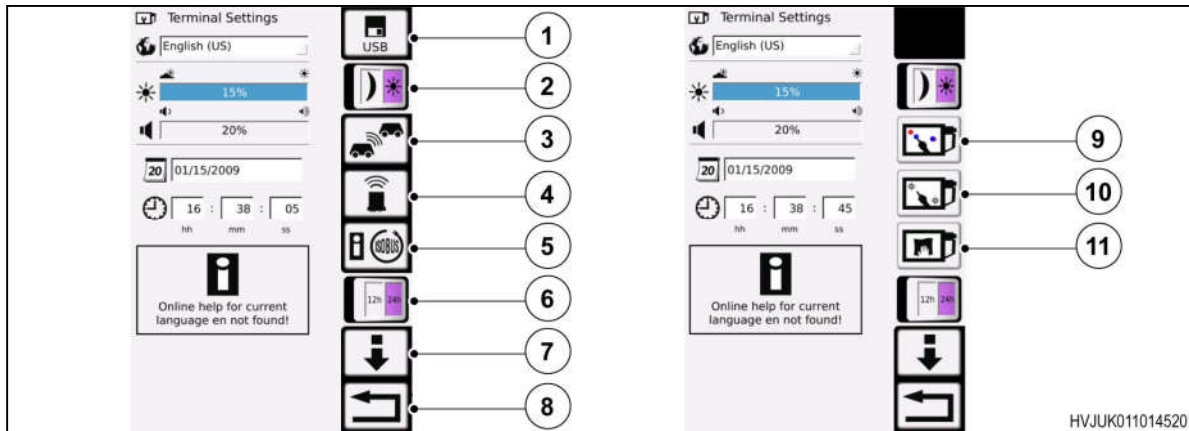 Terminal Settings
English (US)
15%
20%
20
01/15/2009
16 : 38 : 05
hh mm ss
Online help for current
language en not found!
USB
ISOBUS
12h 24h
1
2
3
4
5
6
7
8
Terminal Settings
English (US)
15%
20%
20
01/15/2009
16 : 38 : 45
hh mm ss
Online help for current
language en not found!
12h 24h
9
10
11
HVJUK011014520